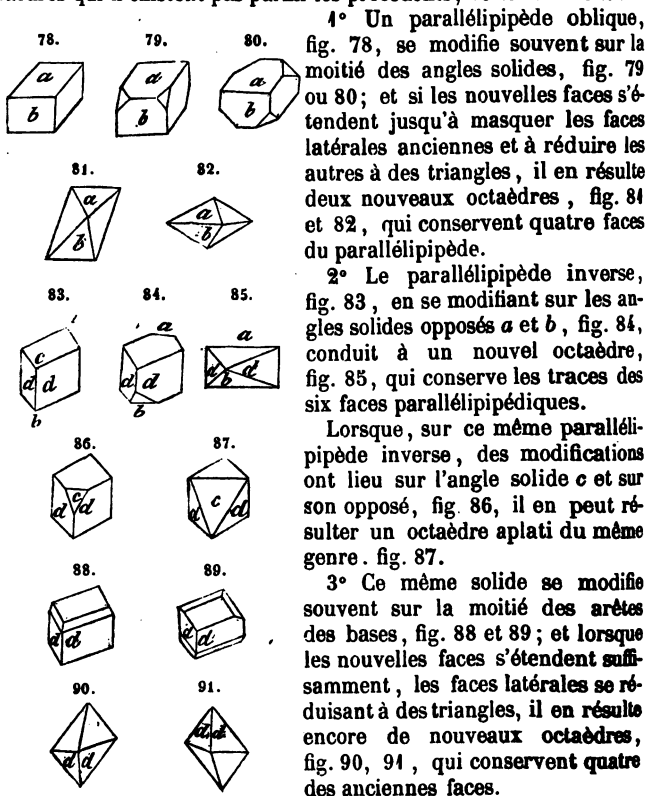 1° Un parallélipipède oblique,
fig. 78, se modifie souvent sur la
moitié des angles solides, fig. 79
ou 80; et si les nouvelles faces s'é-
tendent jusqu'à masquer les faces
latérales anciennes et à réduire les
autres à des triangles, il en résulte
deux nouveaux octaèdres, fig. 81
et 82, qui conservent quatre faces
du parallélipipède.
2° Le parallélipipède inverse,
fig. 83, en se modifiant sur les an-
gles solides opposés a et b, fig. 84,
conduit à un nouvel octaèdre,
fig. 85, qui conserve les traces des
six faces parallélipipédiques.
Lorsque, sur ce même paralléli-
pipède inverse, des modifications
ont lieu sur l'angle solide c et sur
son opposé, fig. 86, il en peut ré-
sulter un octaèdre aplati du même
genre. fig. 87.
3° Ce même solide se modifie
souvent sur la moitié des arêtes
des bases, fig. 88 et 89; et lorsque
les nouvelles faces s'étendent suffi-
samment, les faces latérales se ré-
duisant à des triangles, il en résulte
encore de nouveaux octaèdres,
fig. 90, 91, qui conservent quatre
des anciennes faces.
78. 79. 80.
a a a
b b b
81. 82.
a a
b b
83. 84. 85.
a a
c
d d d d d d
b b b
86. 87.
c c
d d d d
88. 89.
d d d d
90. 91.
d d d d